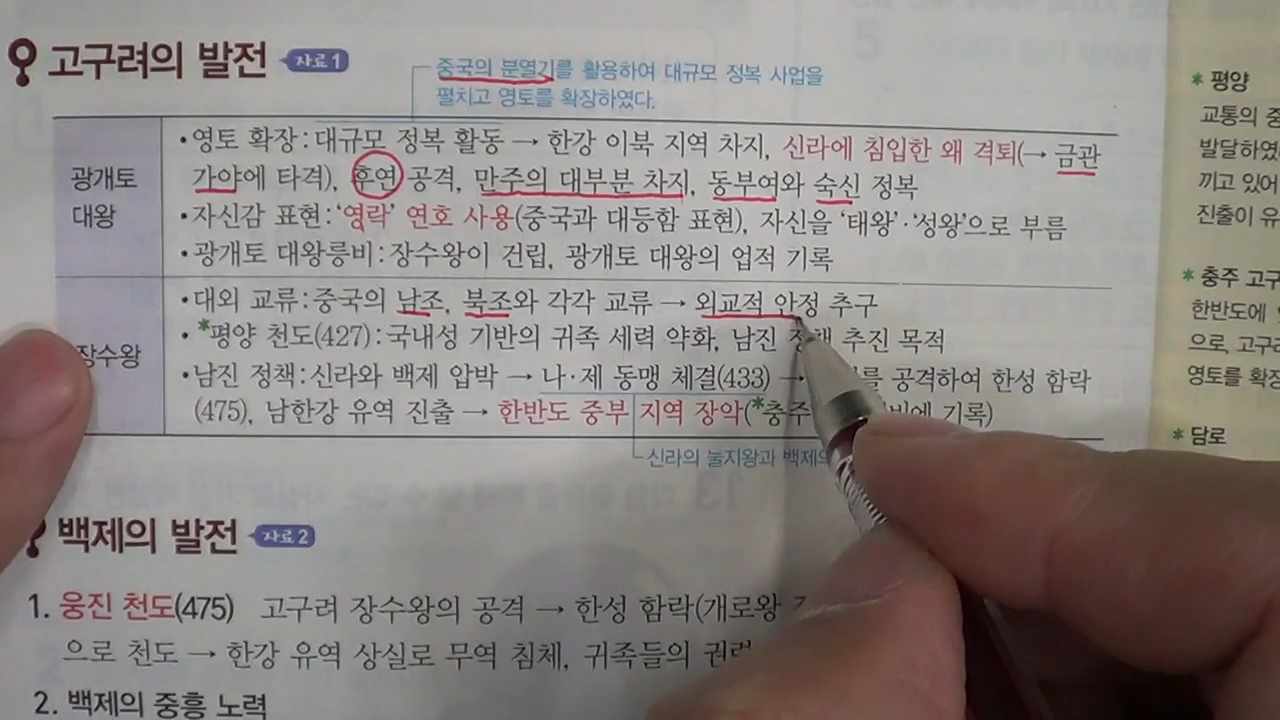 고구려의 발전 자료1
중국의 분열기를 활용하여 대규모 정복 사업을
펼치고 영토를 확장하였다.
광개토
대왕
•영토 확장: 대규모 정복 활동 → 한강 이북 지역 차지, 신라에 침입한 왜 격퇴(→ 금관
가야에 타격), 후연 공격, 만주의 대부분 차지, 동부여와 숙신 정복
•자신감 표현: '영락' 연호 사용(중국과 대등함 표현), 자신을 '태왕'·'성왕'으로 부름
•광개토 대왕릉비: 장수왕이 건립, 광개토 대왕의 업적 기록
장수왕
•대외 교류: 중국의 남조, 북조와 각각 교류 → 외교적 안정 추구
•*평양 천도(427): 국내성 기반의 귀족 세력 약화, 남진 정책 추진 목적
•남진 정책: 신라와 백제 압박 → 나·제 동맹 체결(433) → 공격하여 한성 함락
(475), 남한강 유역 진출 → 한반도 중부 지역 장악(*충주 기록)
신라의 눌지왕과 백제의
백제의 발전 자료2
1. 웅진 천도(475) 고구려 장수왕의 공격 → 한성 함락(개로왕
으로 천도 → 한강 유역 상실로 무역 침체, 귀족들의
2. 백제의 중흥 노력
* 평양
교통의
발달하였
끼고 있어
진출이
* 충주
한반도에
으로,
영토를
* 담로